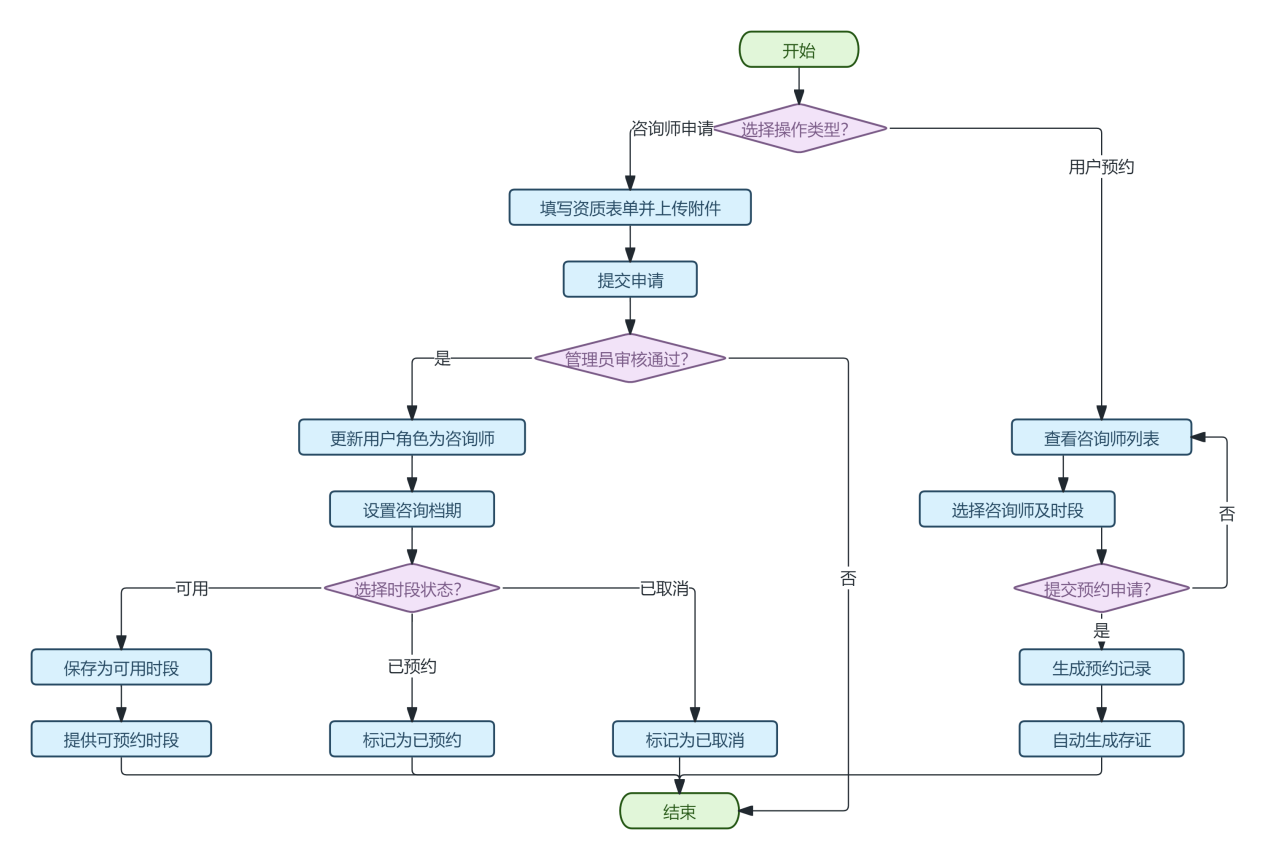 开始
选择操作类型?
咨询师申请
用户预约
填写资质表单并上传附件
提交申请
管理员审核通过?
是
更新用户角色为咨询师
查看咨询师列表
设置咨询档期
选择咨询师及时段
否
否
选择时段状态?
可用
已取消
提交预约申请?
是
已预约
保存为可用时段
生成预约记录
提供可预约时段
标记为已预约
标记为已取消
自动生成存证
结束